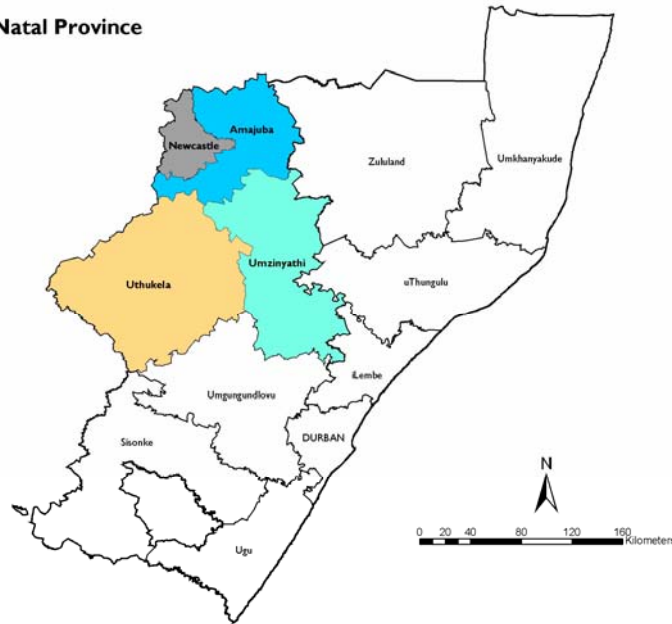 Natal Province
Amajuba
Newcastle
Zululand
Umkhanyakude
Umzinyathi
uThungulu
Uthukela
iLembe
Umgungundlovu
DURBAN
Sisonke
N
0 20 40 80 120 160
Kilometers
Ugu